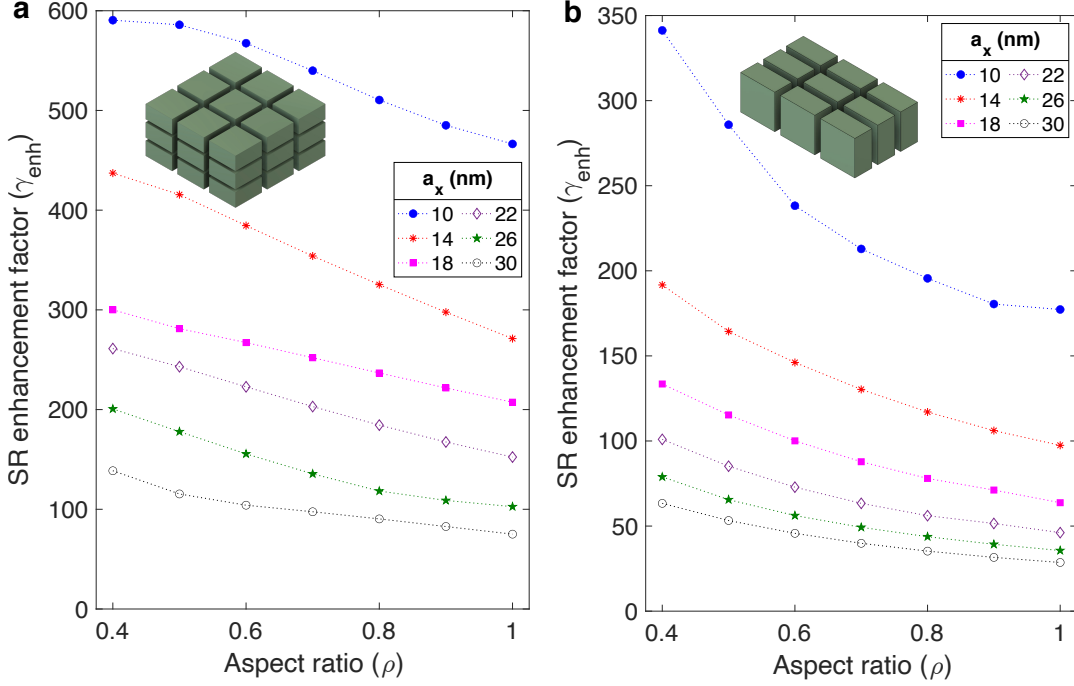 a
SR enhancement factor (γenh)
600
500
400
300
200
100
0
0.4 0.6 0.8 1
Aspect ratio (ρ)
ax (nm)
10 22
14 26
18 30
b
SR enhancement factor (γenh)
350
300
250
200
150
100
50
0
0.4 0.6 0.8 1
Aspect ratio (ρ)
ax (nm)
10 22
14 26
18 30